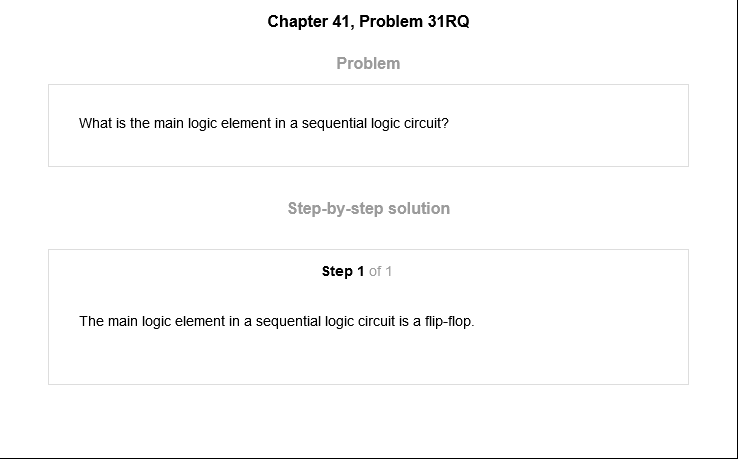 Chapter 41, Problem 31RQ
Problem
What is the main logic element in a sequential logic circuit?
Step-by-step solution
Step 1 of 1
The main logic element in a sequential logic circuit is a flip-flop.